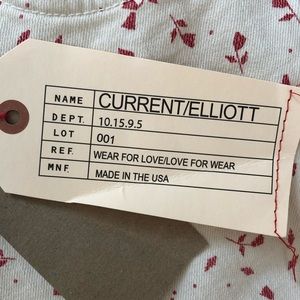 NAME CURRENT/ELLIOTT
DEPT. 10.15.9.5
LOT 001
REF. WEAR FOR LOVE/LOVE FOR WEAR
MNF. MADE IN THE USA